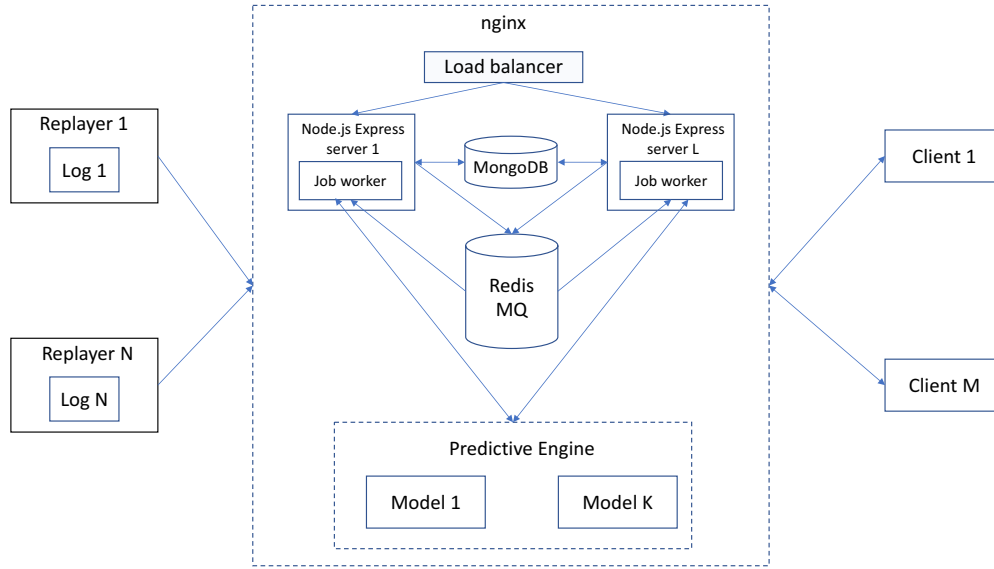 nginx
Load balancer
Replayer 1
Log 1
Node.js Express
server 1
Job worker
MongoDB
Node.js Express
server L
Job worker
Client 1
Redis
MQ
Replayer N
Log N
Client M
Predictive Engine
Model 1
Model K